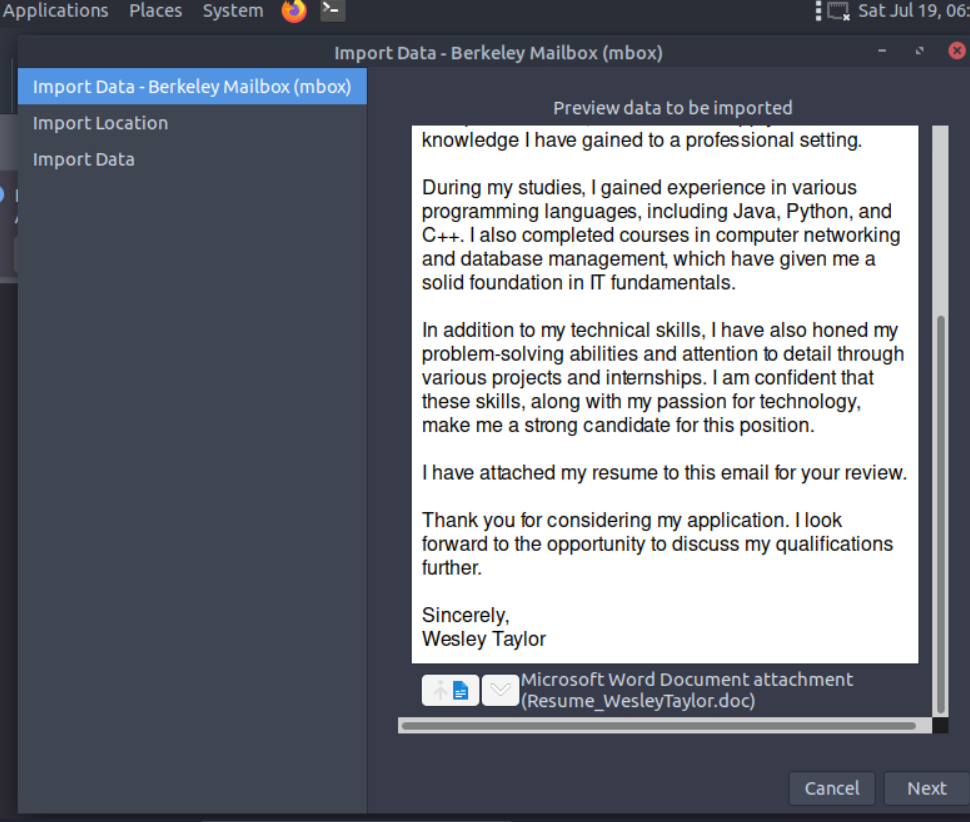 Applications Places System Sat Jul 19, 06:
Import Data - Berkeley Mailbox (mbox)
Import Data - Berkeley Mailbox (mbox)
Import Location
Import Data
Preview data to be imported
knowledge I have gained to a professional setting.
During my studies, I gained experience in various
programming languages, including Java, Python, and
C++. I also completed courses in computer networking
and database management, which have given me a
solid foundation in IT fundamentals.
In addition to my technical skills, I have also honed my
problem-solving abilities and attention to detail through
various projects and internships. I am confident that
these skills, along with my passion for technology,
make me a strong candidate for this position.
I have attached my resume to this email for your review.
Thank you for considering my application. I look
forward to the opportunity to discuss my qualifications
further.
Sincerely,
Wesley Taylor
Microsoft Word Document attachment
(Resume_WesleyTaylor.doc)
Cancel Next